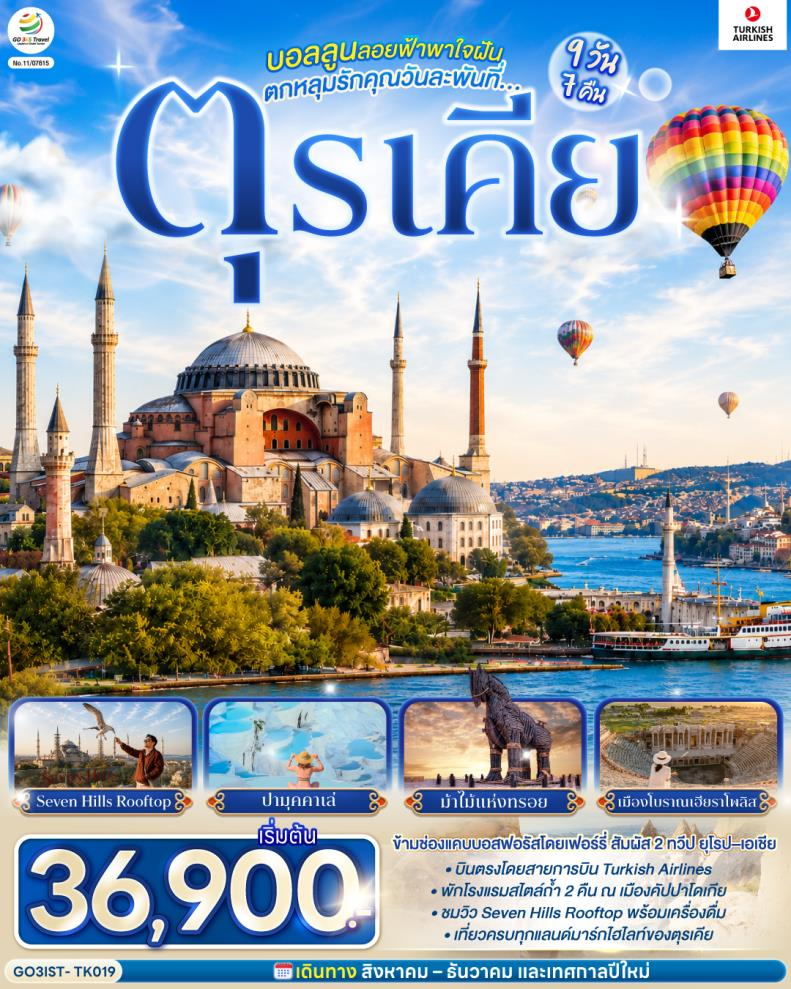 GO 365 Travel
No.11/07615
TURKISH
AIRLINES
บอลลูนลอยฟ้าพาใจฝัน
ตกหลุมรักคุณวันละพันที่...
9 วัน
7 คืน
ตุรเคีย
Seven Hills Rooftop
ปามุคคาเล่
ม้าไม้แห่งทรอย
เมืองโบราณเฮียราโพลิส
เริ่มต้น
36,900.-
ข้ามช่องแคบบอสฟอรัสโดยเฟอร์รี่ สัมผัส 2 ทวีป ยุโรป–เอเชีย
• บินตรงโดยสายการบิน Turkish Airlines
• พักโรงแรมสไตล์ถ้ำ 2 คืน ณ เมืองคัปปาโดเกีย
• ชมวิว Seven Hills Rooftop พร้อมเครื่องดื่ม
• เที่ยวครบทุกแลนด์มาร์กไฮไลท์ของตุรเคีย
GO3IST- TK019
เดินทาง สิงหาคม – ธันวาคม และเทศกาลปีใหม่